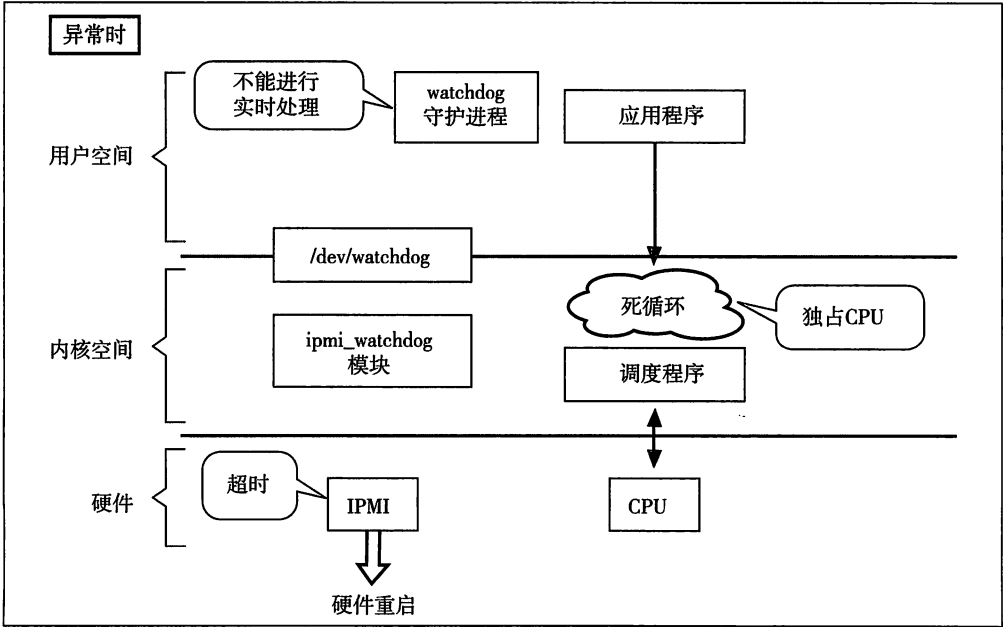 异常时
不能进行
实时处理
watchdog
守护进程
应用程序
用户空间
/dev/watchdog
死循环
独占CPU
内核空间
ipmi_watchdog
模块
调度程序
硬件
超时
IPMI
CPU
硬件重启